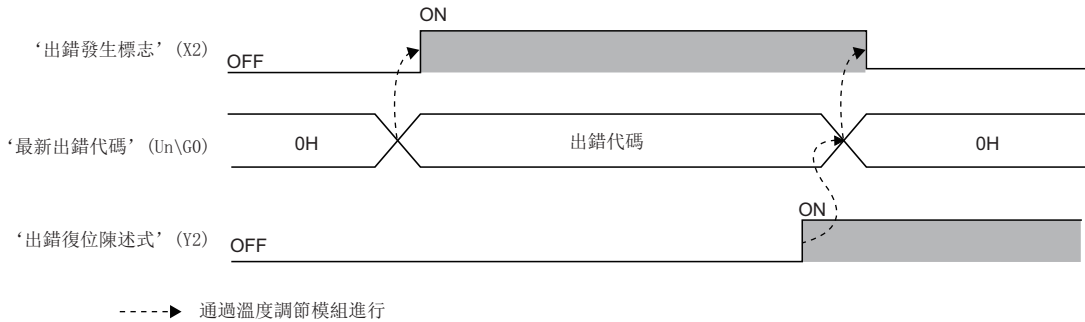 ON
‘出錯發生標志’(X2)
OFF
‘最新出錯代碼’(Un\G0)
0H
出錯代碼
0H
ON
‘出錯復位陳述式’(Y2)
OFF
通過溫度調節模組進行